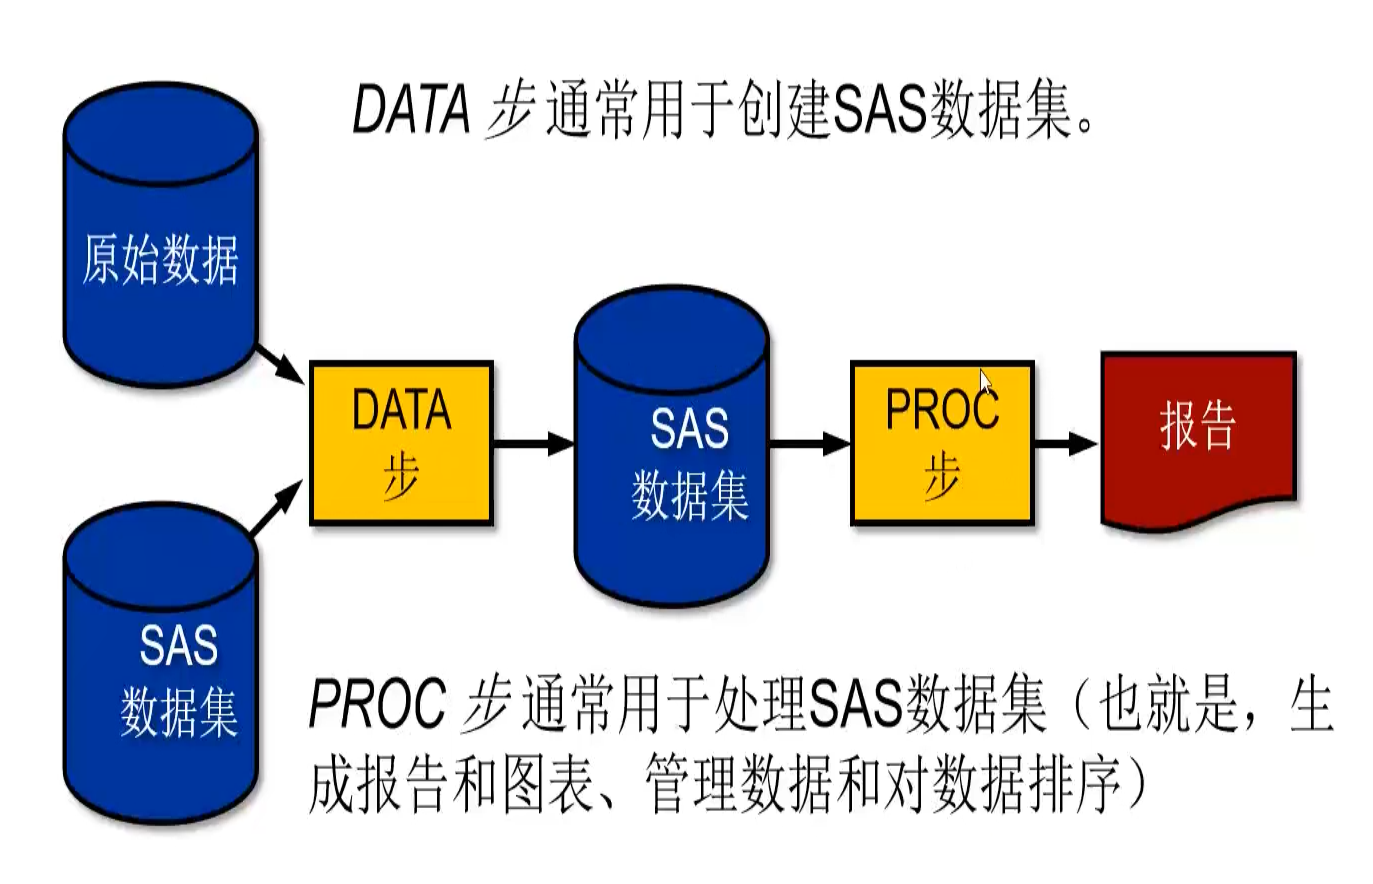 DATA 步通常用于创建SAS数据集。
原始数据
DATA
步
SAS
数据集
PROC
步
报告
SAS
数据集
PROC 步通常用于处理SAS数据集（也就是，生
成报告和图表、管理数据和对数据排序）